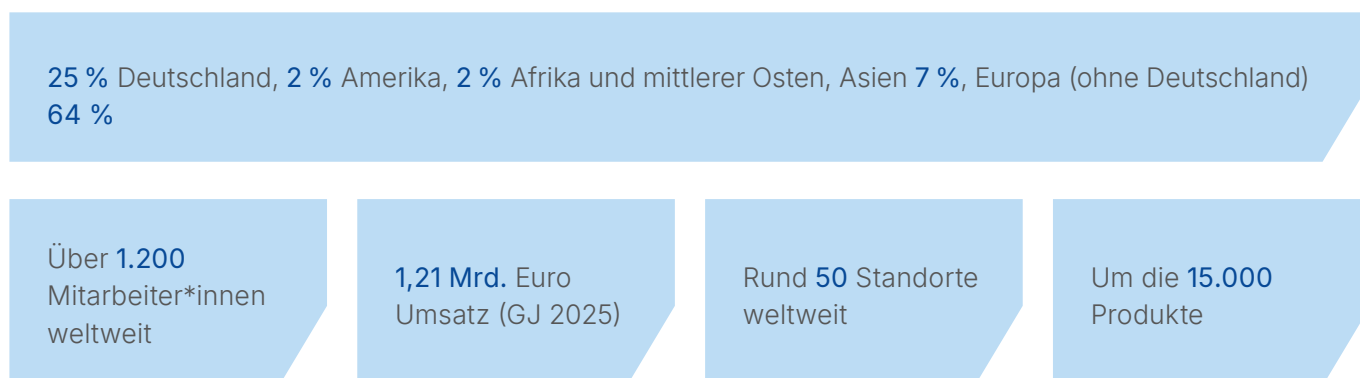 25 % Deutschland, 2 % Amerika, 2 % Afrika und mittlerer Osten, Asien 7 %, Europa (ohne Deutschland)
64 %
Über 1.200
Mitarbeiter*innen
weltweit
1,21 Mrd. Euro
Umsatz (GJ 2025)
Rund 50 Standorte
weltweit
Um die 15.000
Produkte